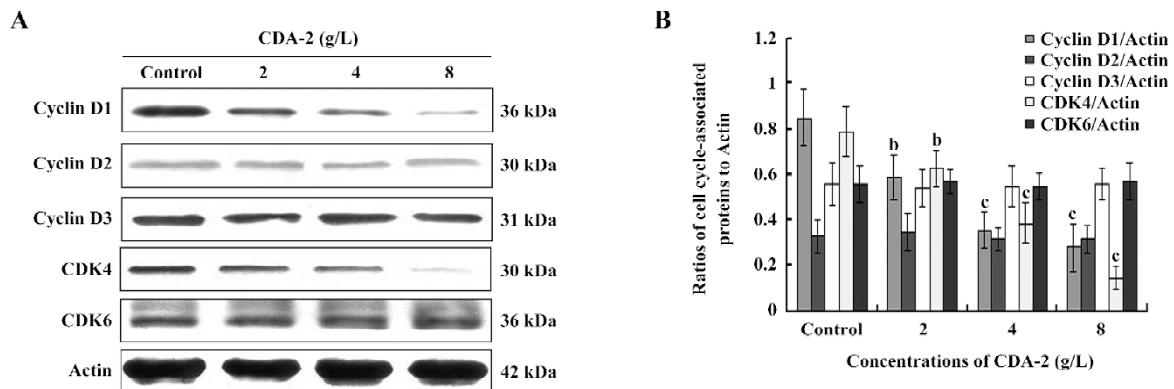 A
CDA-2 (g/L)
Control 2 4 8
Cyclin D1 36 kDa
Cyclin D2 30 kDa
Cyclin D3 31 kDa
CDK4 30 kDa
CDK6 36 kDa
Actin 42 kDa
B
Ratios of cell cycle-associated
proteins to Actin
1.2
1
0.8
0.6
0.4
0.2
0
Cyclin D1/Actin
Cyclin D2/Actin
Cyclin D3/Actin
CDK4/Actin
CDK6/Actin
b b
c c
c c
Control 2 4 8
Concentrations of CDA-2 (g/L)